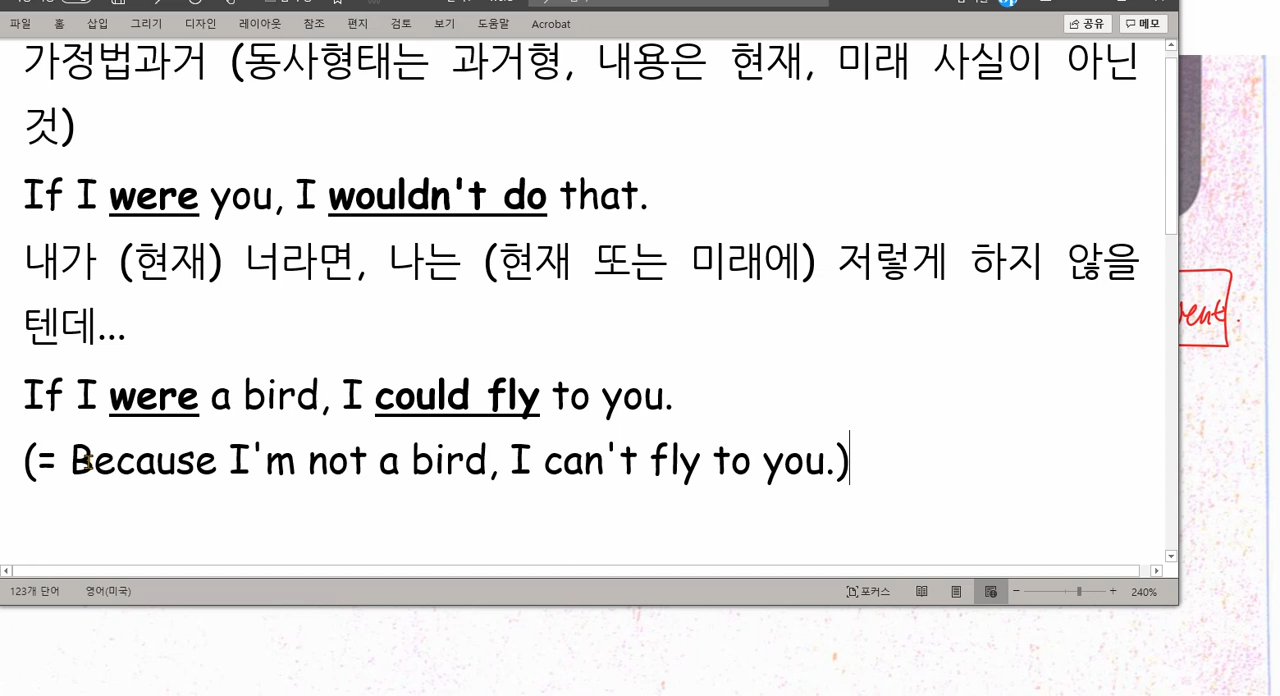 파일 홈 삽입 그리기 디자인 레이아웃 참조 편지 검토 보기 도움말 Acrobat 공유 메모
가정법과거 (동사형태는 과거형, 내용은 현재, 미래 사실이 아닌
것)
If I were you, I wouldn't do that.
내가 (현재) 너라면, 나는 (현재 또는 미래에) 저렇게 하지 않을
텐데...
If I were a bird, I could fly to you.
(= Because I'm not a bird, I can't fly to you.)
123개 단어 영어(미국) 포커스 240%